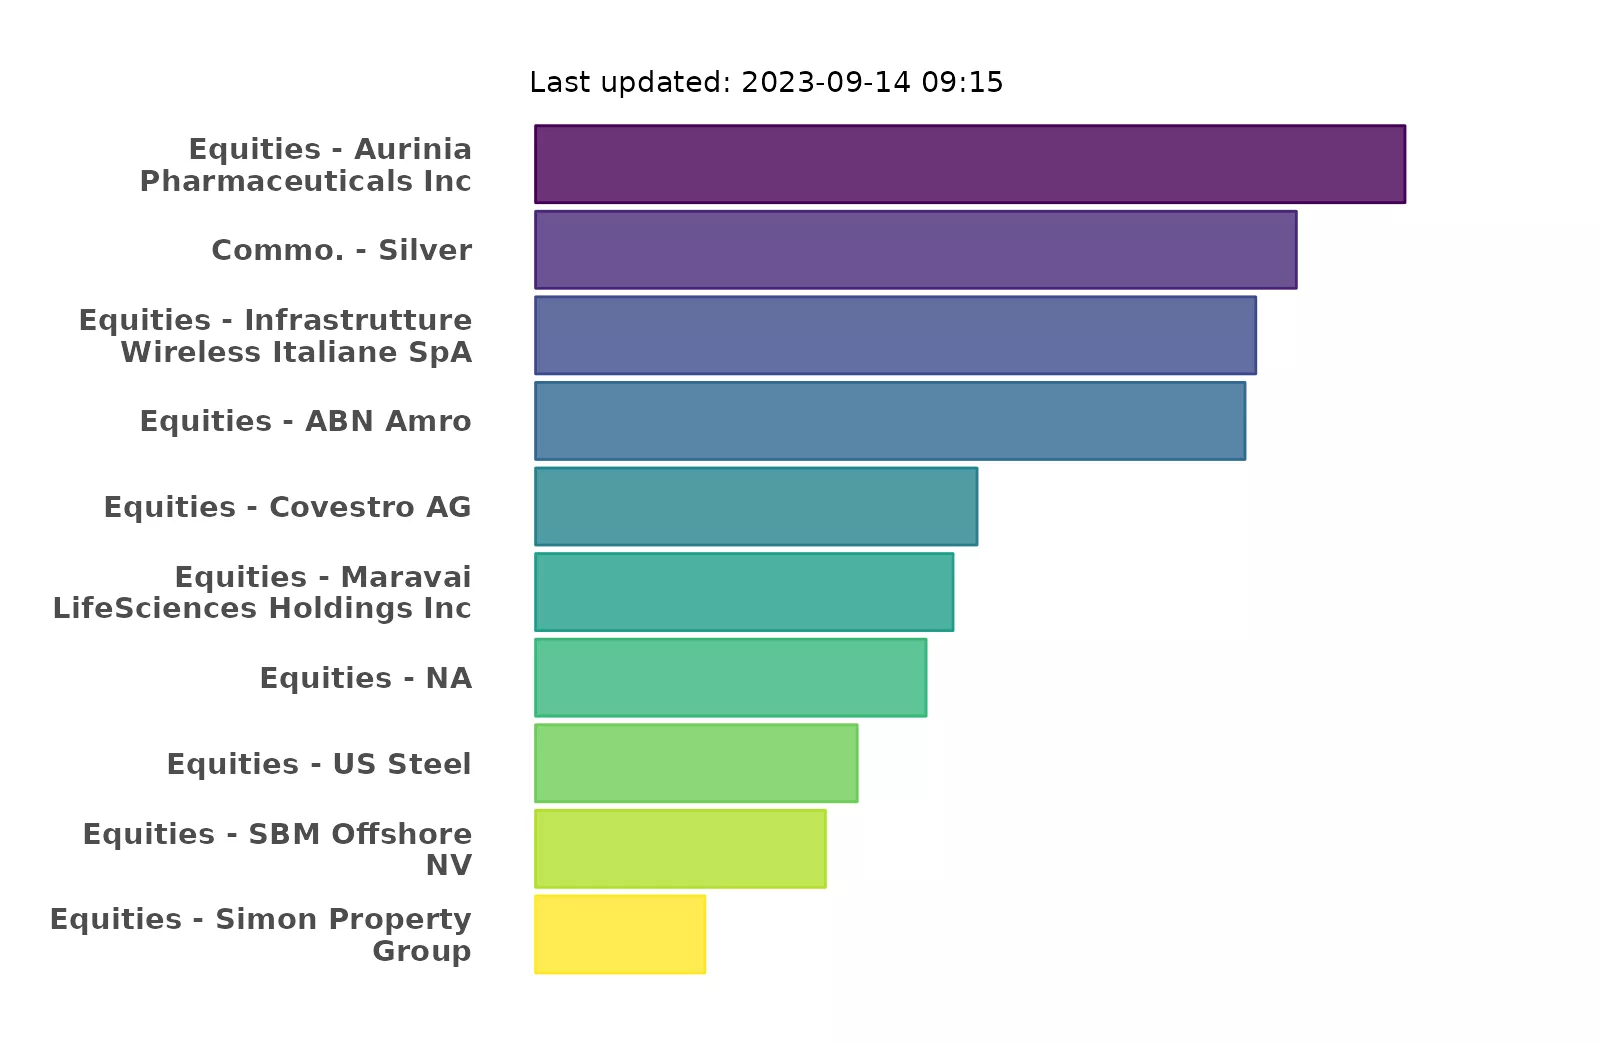 Last updated: 2023-09-14 09:15
Equities - Aurinia
Pharmaceuticals Inc
Commo. - Silver
Equities - Infrastrutture
Wireless Italiane SpA
Equities - ABN Amro
Equities - Covestro AG
Equities - Maravai
LifeSciences Holdings Inc
Equities - NA
Equities - US Steel
Equities - SBM Offshore
NV
Equities - Simon Property
Group